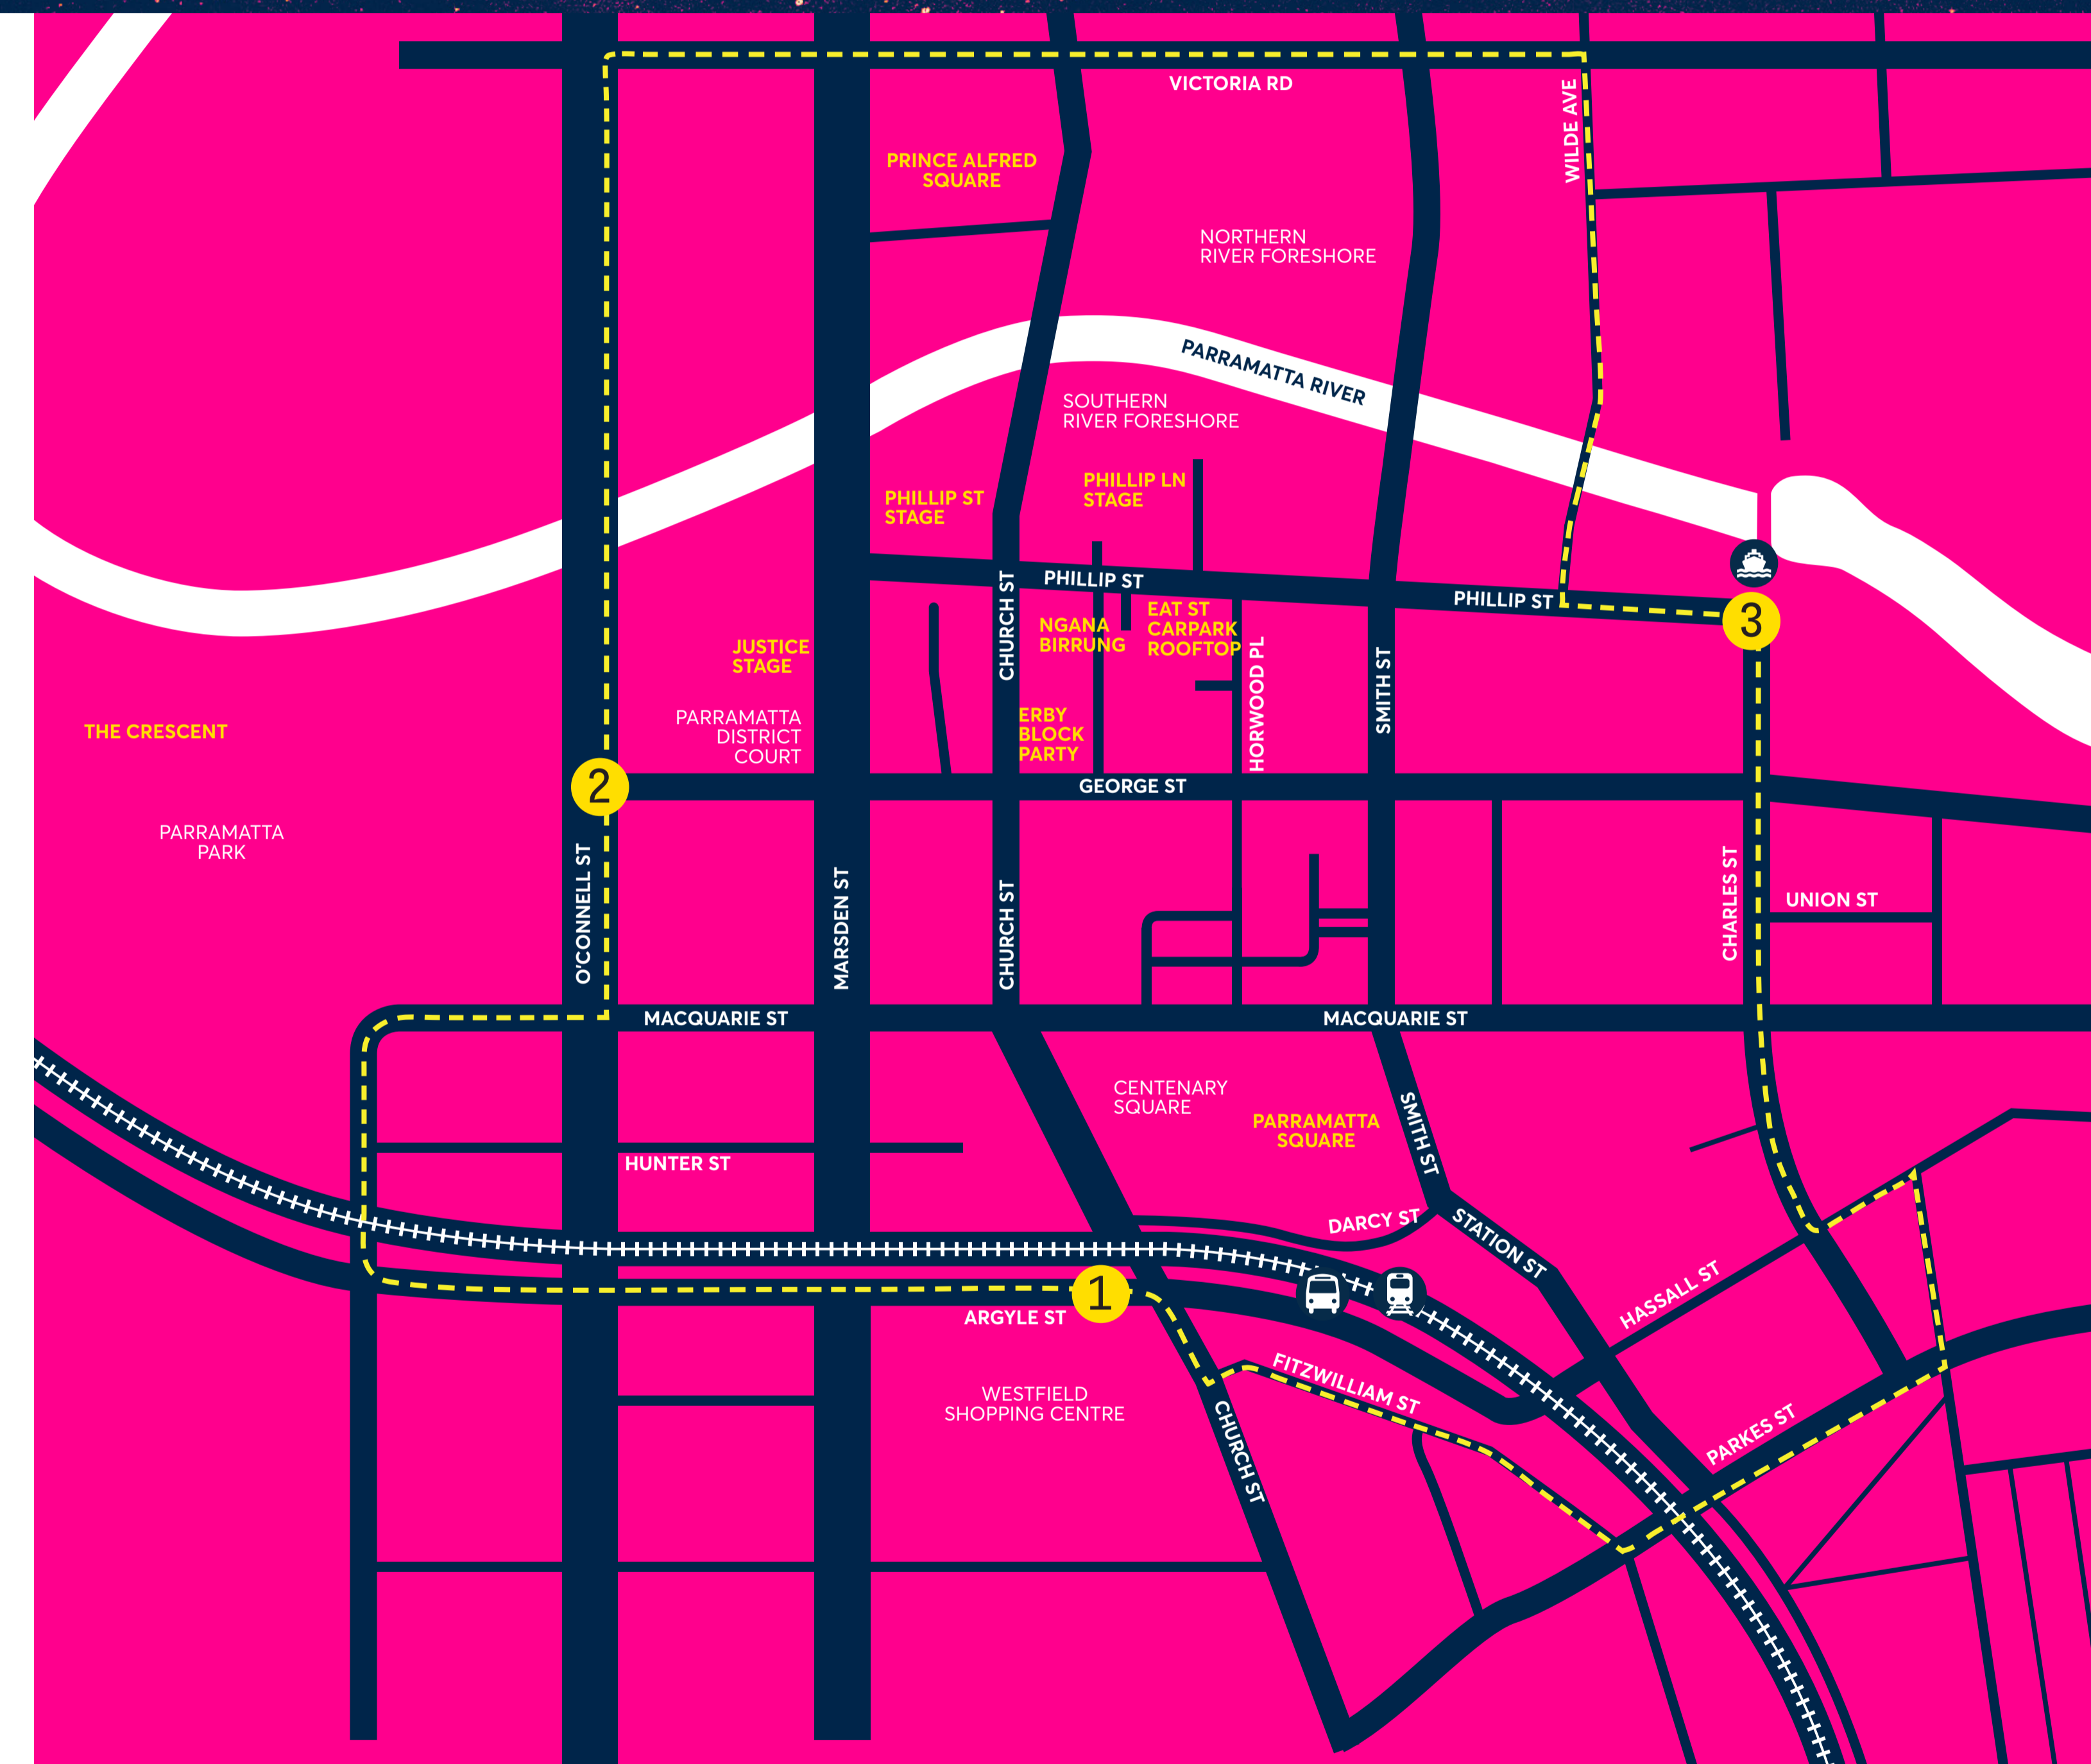 VICTORIA RD
WILDE AVE
PRINCE ALFRED
SQUARE
NORTHERN
RIVER FORESHORE
PARRAMATTA RIVER
SOUTHERN
RIVER FORESHORE
PHILLIP ST
STAGE
PHILLIP LN
STAGE
PHILLIP ST
PHILLIP ST
CHURCH ST
NGANA
BIRRUNG
EAT ST
CARPARK
ROOFTOP
3
JUSTICE
STAGE
HORWOOD PL
SMITH ST
THE CRESCENT
PARRAMATTA
DISTRICT
COURT
ERBY
BLOCK
PARTY
2
GEORGE ST
PARRAMATTA
PARK
O'CONNELL ST
MARSDEN ST
CHURCH ST
CHARLES ST
UNION ST
MACQUARIE ST
MACQUARIE ST
CENTENARY
SQUARE
PARRAMATTA
SQUARE
SMITH ST
HUNTER ST
DARCY ST
STATION ST
HASSALL ST
1
ARGYLE ST
FITZWILLIAM ST
WESTFIELD
SHOPPING CENTRE
CHURCH ST
PARKES ST